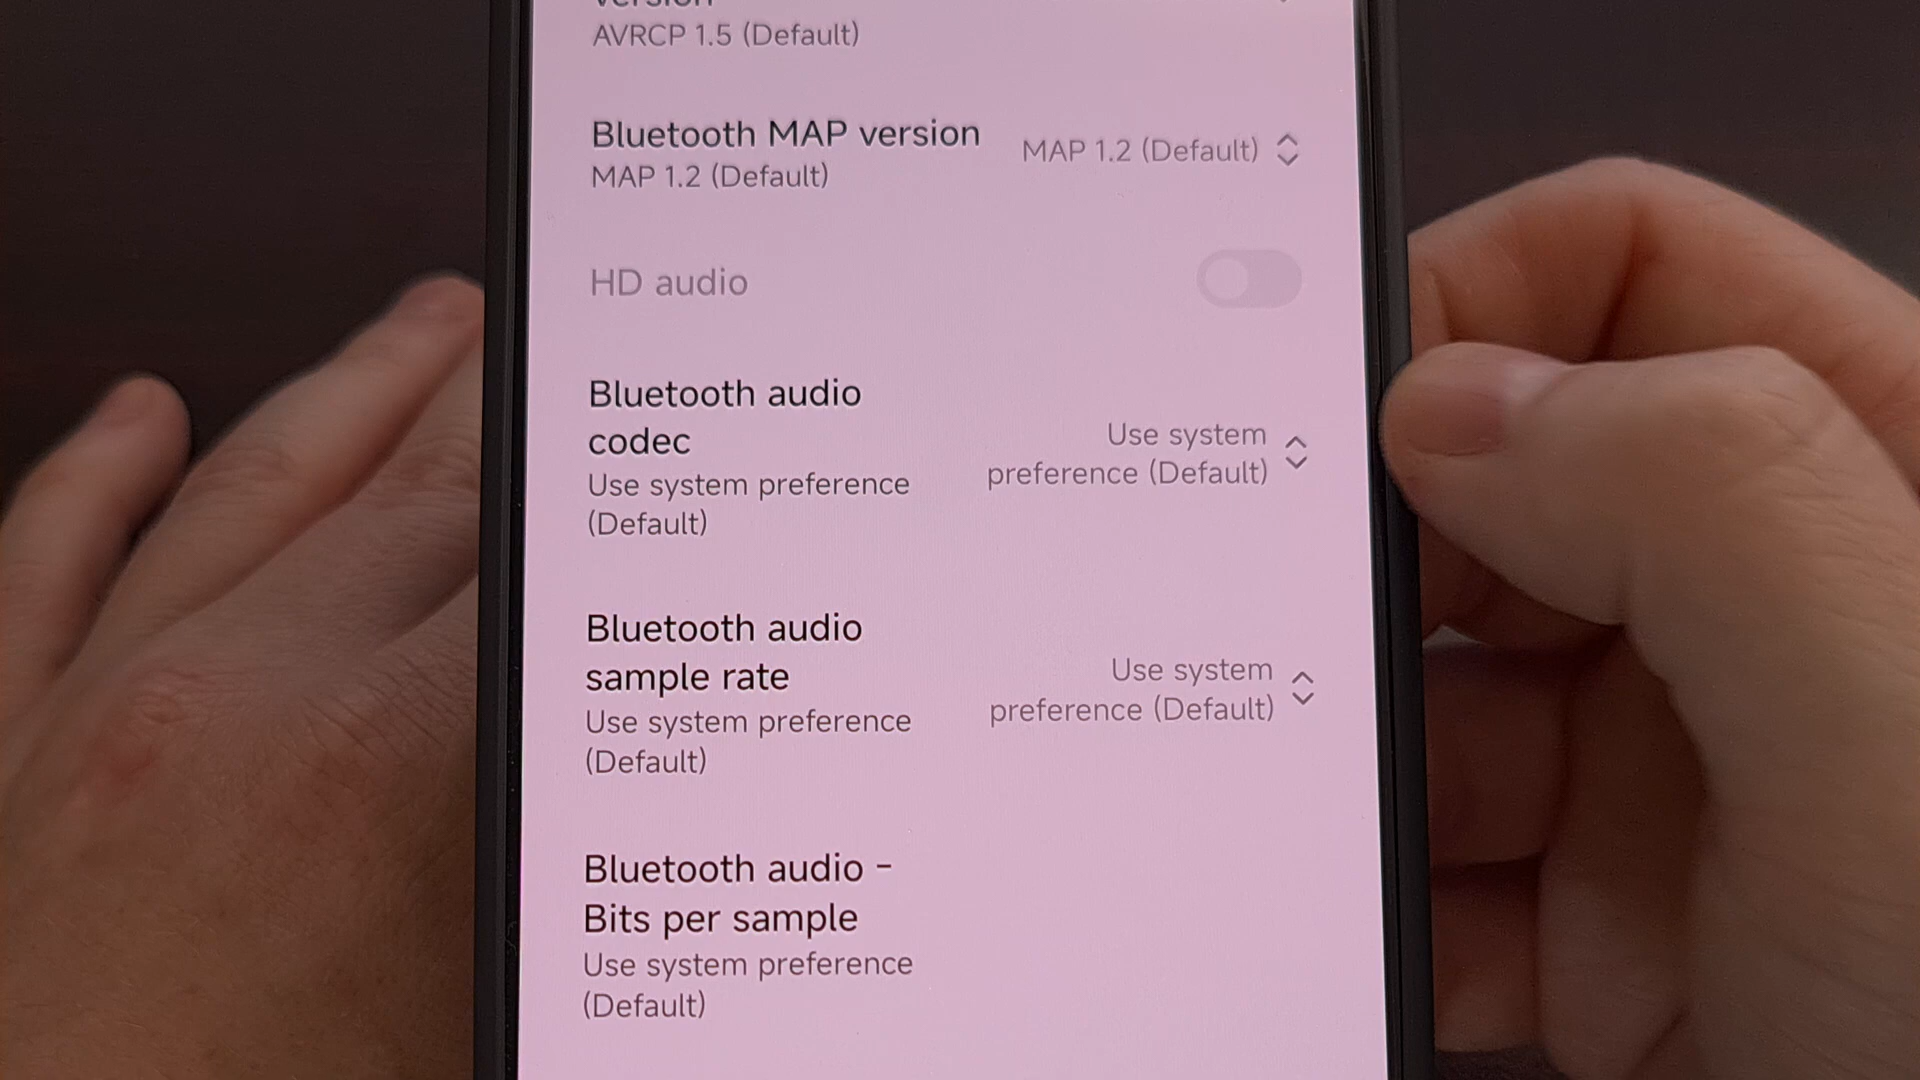 version
AVRCP 1.5 (Default)
Bluetooth MAP version
MAP 1.2 (Default)
MAP 1.2 (Default)
HD audio
Bluetooth audio
codec
Use system preference
(Default)
Use system
preference (Default)
Bluetooth audio
sample rate
Use system preference
(Default)
Use system
preference (Default)
Bluetooth audio -
Bits per sample
Use system preference
(Default)